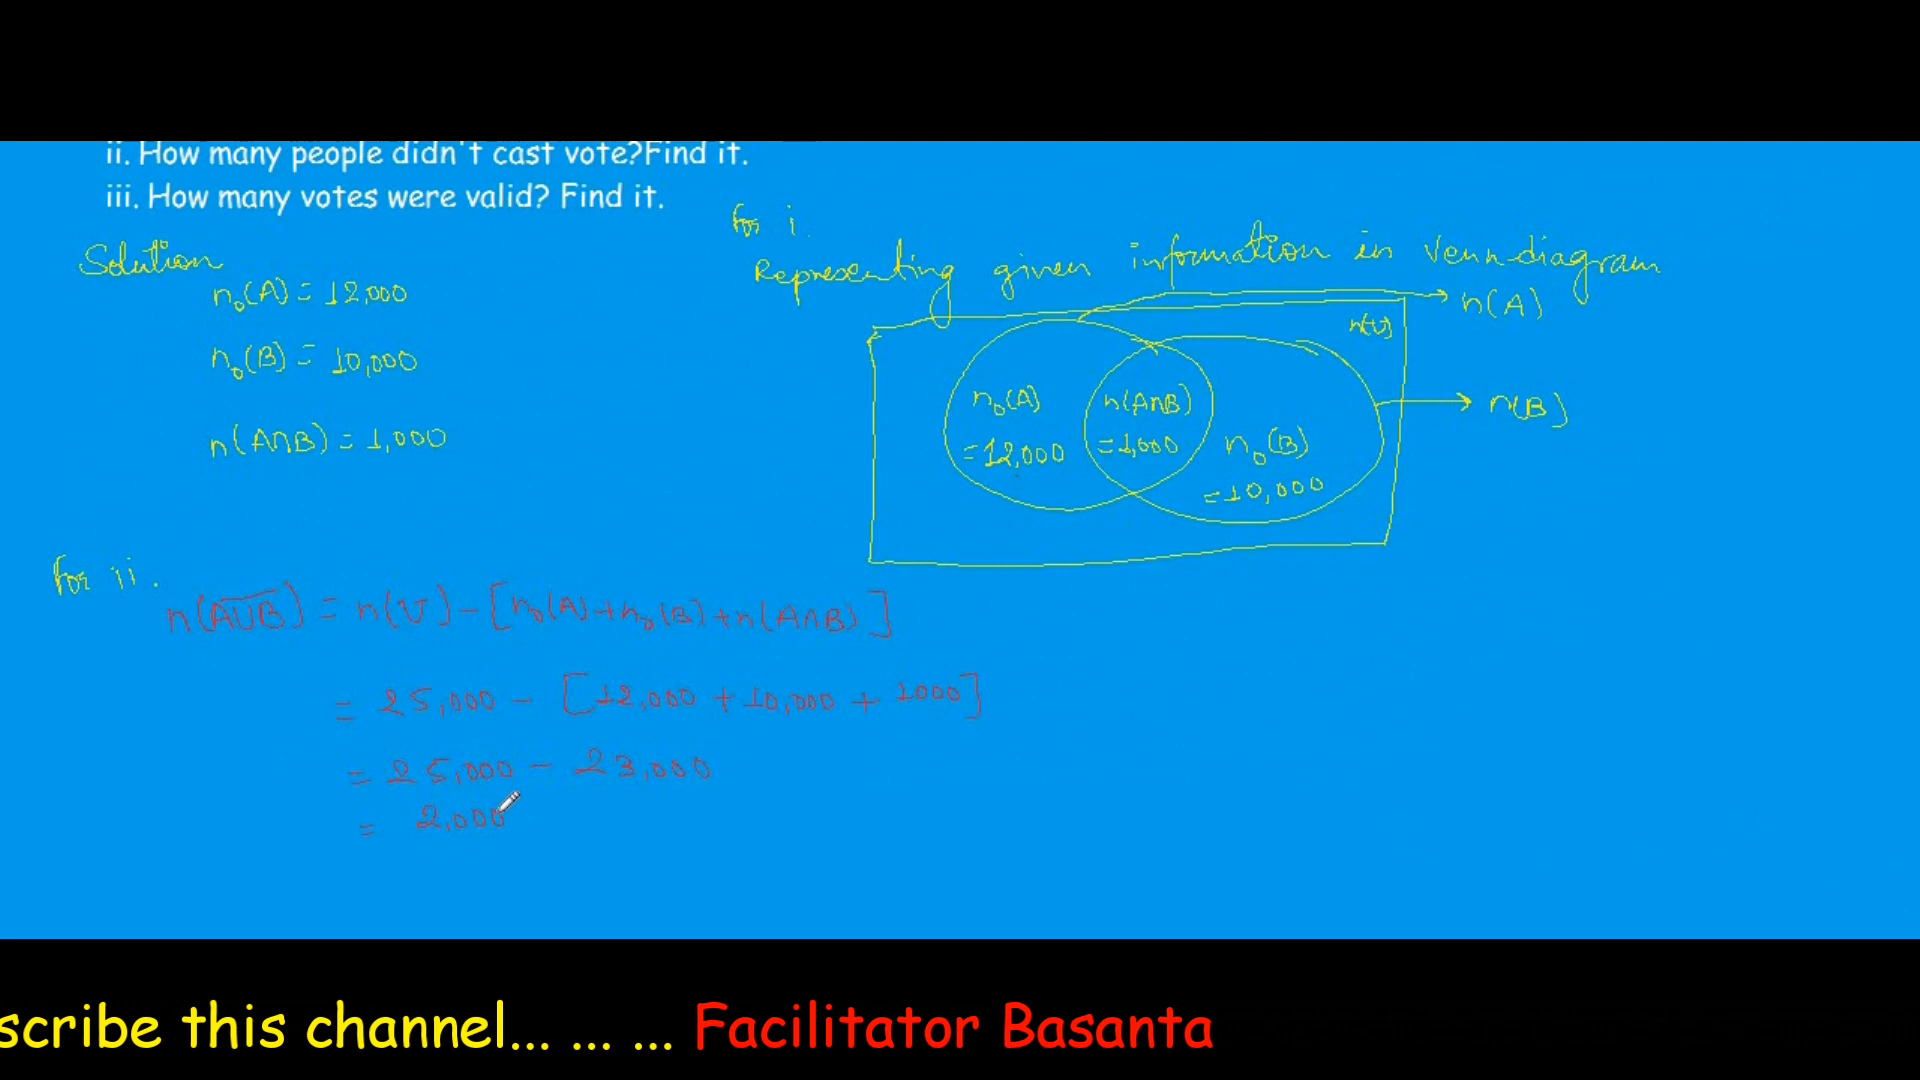 ii. How many people didn't cast vote?Find it.
iii. How many votes were valid? Find it.
Solution
n₀(A) = 12,000
n₀(B) = 10,000
n(A∩B) = 1,000
for i.
Representing given information in Venn-diagram
n(A)
n(U)
n₀(A)
=12,000
n(A∩B)
=1,000
n₀(B)
=10,000
n(B)
for ii.
n(A̅U̅B̅) = n(U) - [n₀(A)+n₀(B)+n(A∩B)]
= 25,000 - [12,000 + 10,000 + 1000]
= 25,000 - 23,000
= 2,000
scribe this channel... ... ... Facilitator Basanta